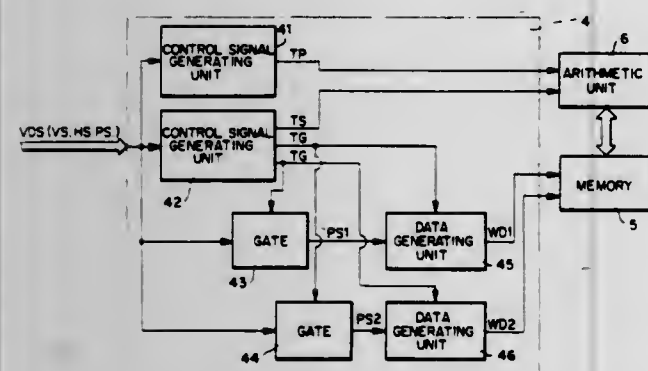 4
41
CONTROL SIGNAL
GENERATING
UNIT
TP
6
ARITHMETIC
UNIT
VDS (VS. HS. PS.)
CONTROL SIGNAL
GENERATING
UNIT
TS
TG
TG
42
MEMORY
5
GATE
43
PS1
DATA
GENERATING
UNIT
45
WD1
GATE
44
PS2
DATA
GENERATING
UNIT
46
WD2